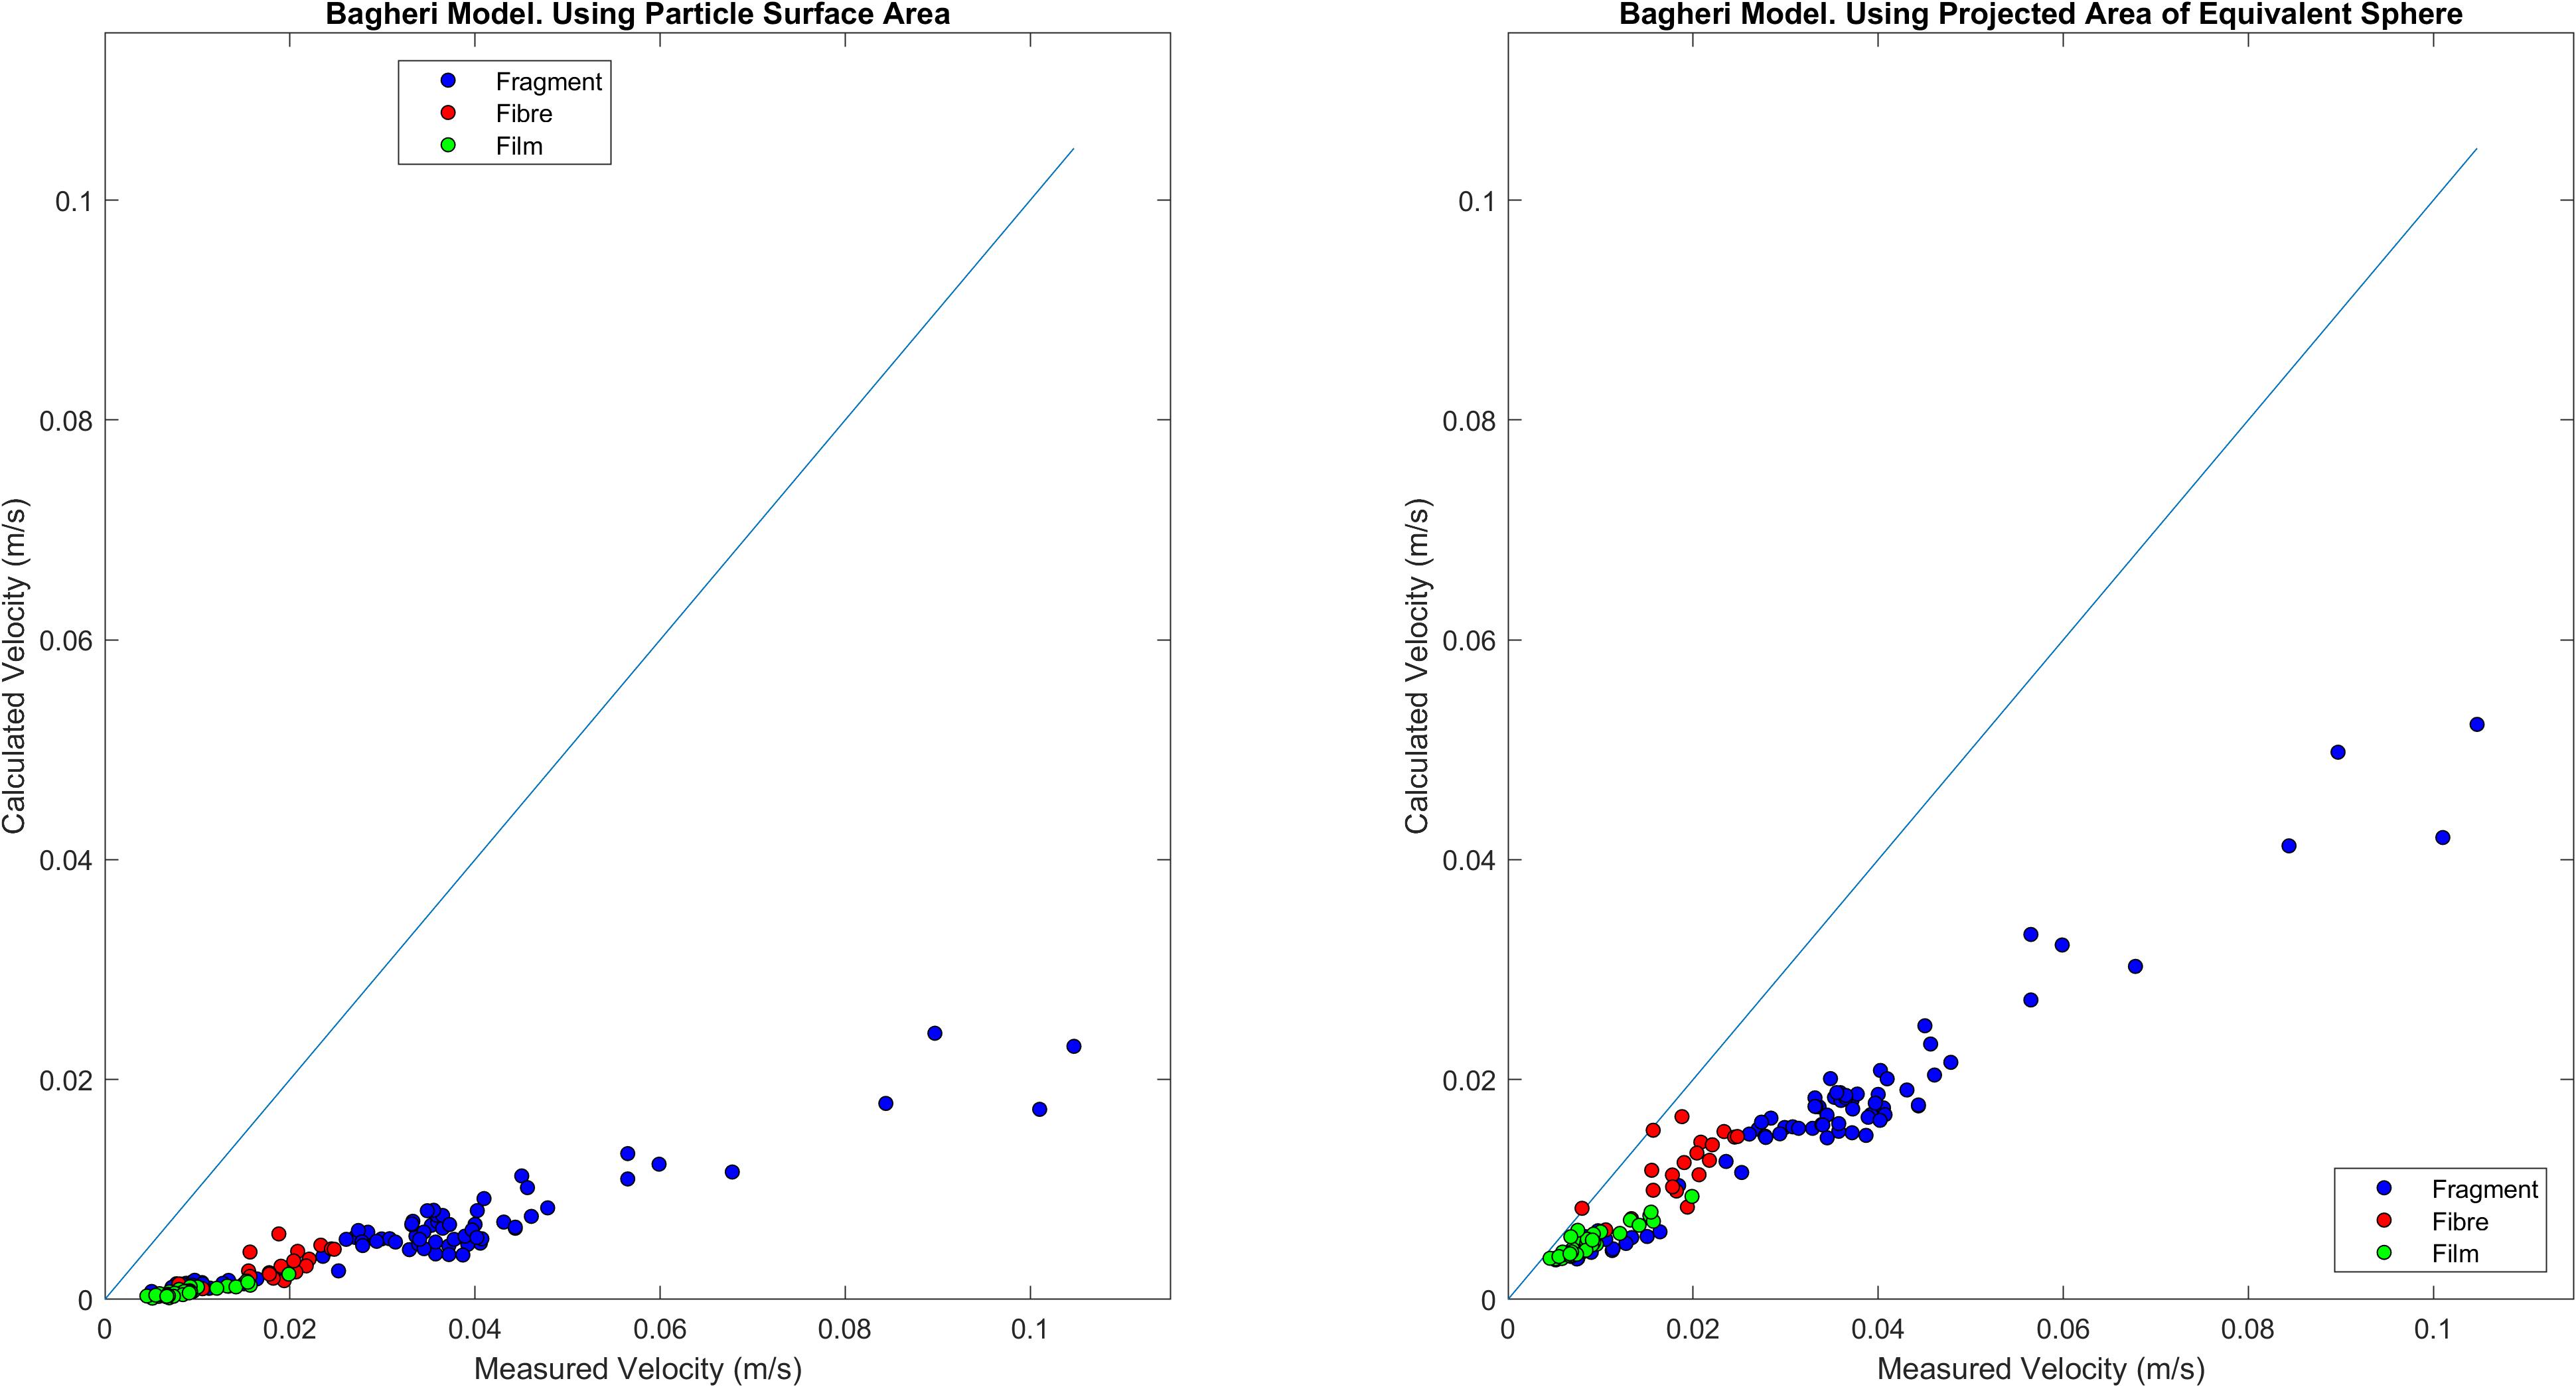 Bagheri Model. Using Particle Surface Area
Fragment
Fibre
Film
0.1
0.08
0.06
0.04
0.02
0
Calculated Velocity (m/s)
0
0.02
0.04
0.06
0.08
0.1
Measured Velocity (m/s)
Bagheri Model. Using Projected Area of Equivalent Sphere
0.1
0.08
0.06
0.04
0.02
0
Calculated Velocity (m/s)
Fragment
Fibre
Film
0
0.02
0.04
0.06
0.08
0.1
Measured Velocity (m/s)